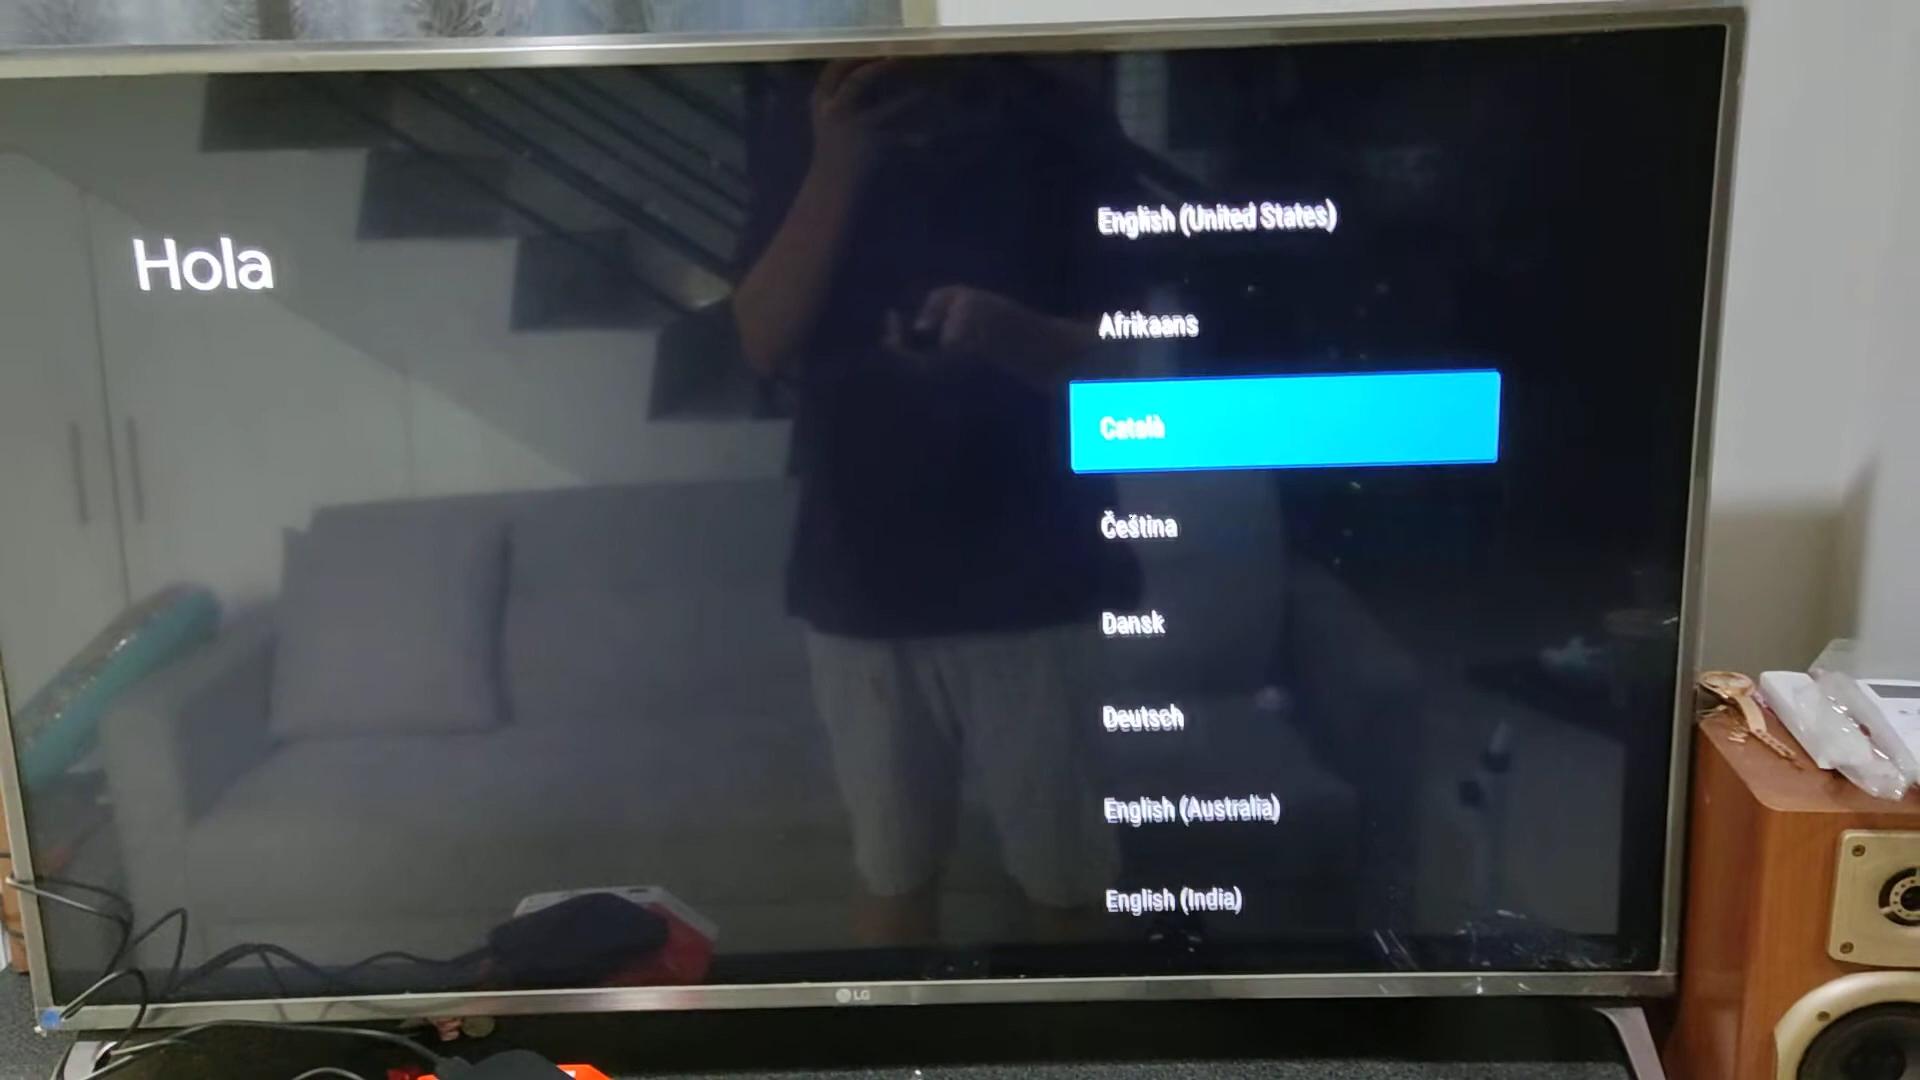 Hola
English (United States)
Afrikaans
Català
Čeština
Dansk
Deutsch
English (Australia)
English (India)
LG